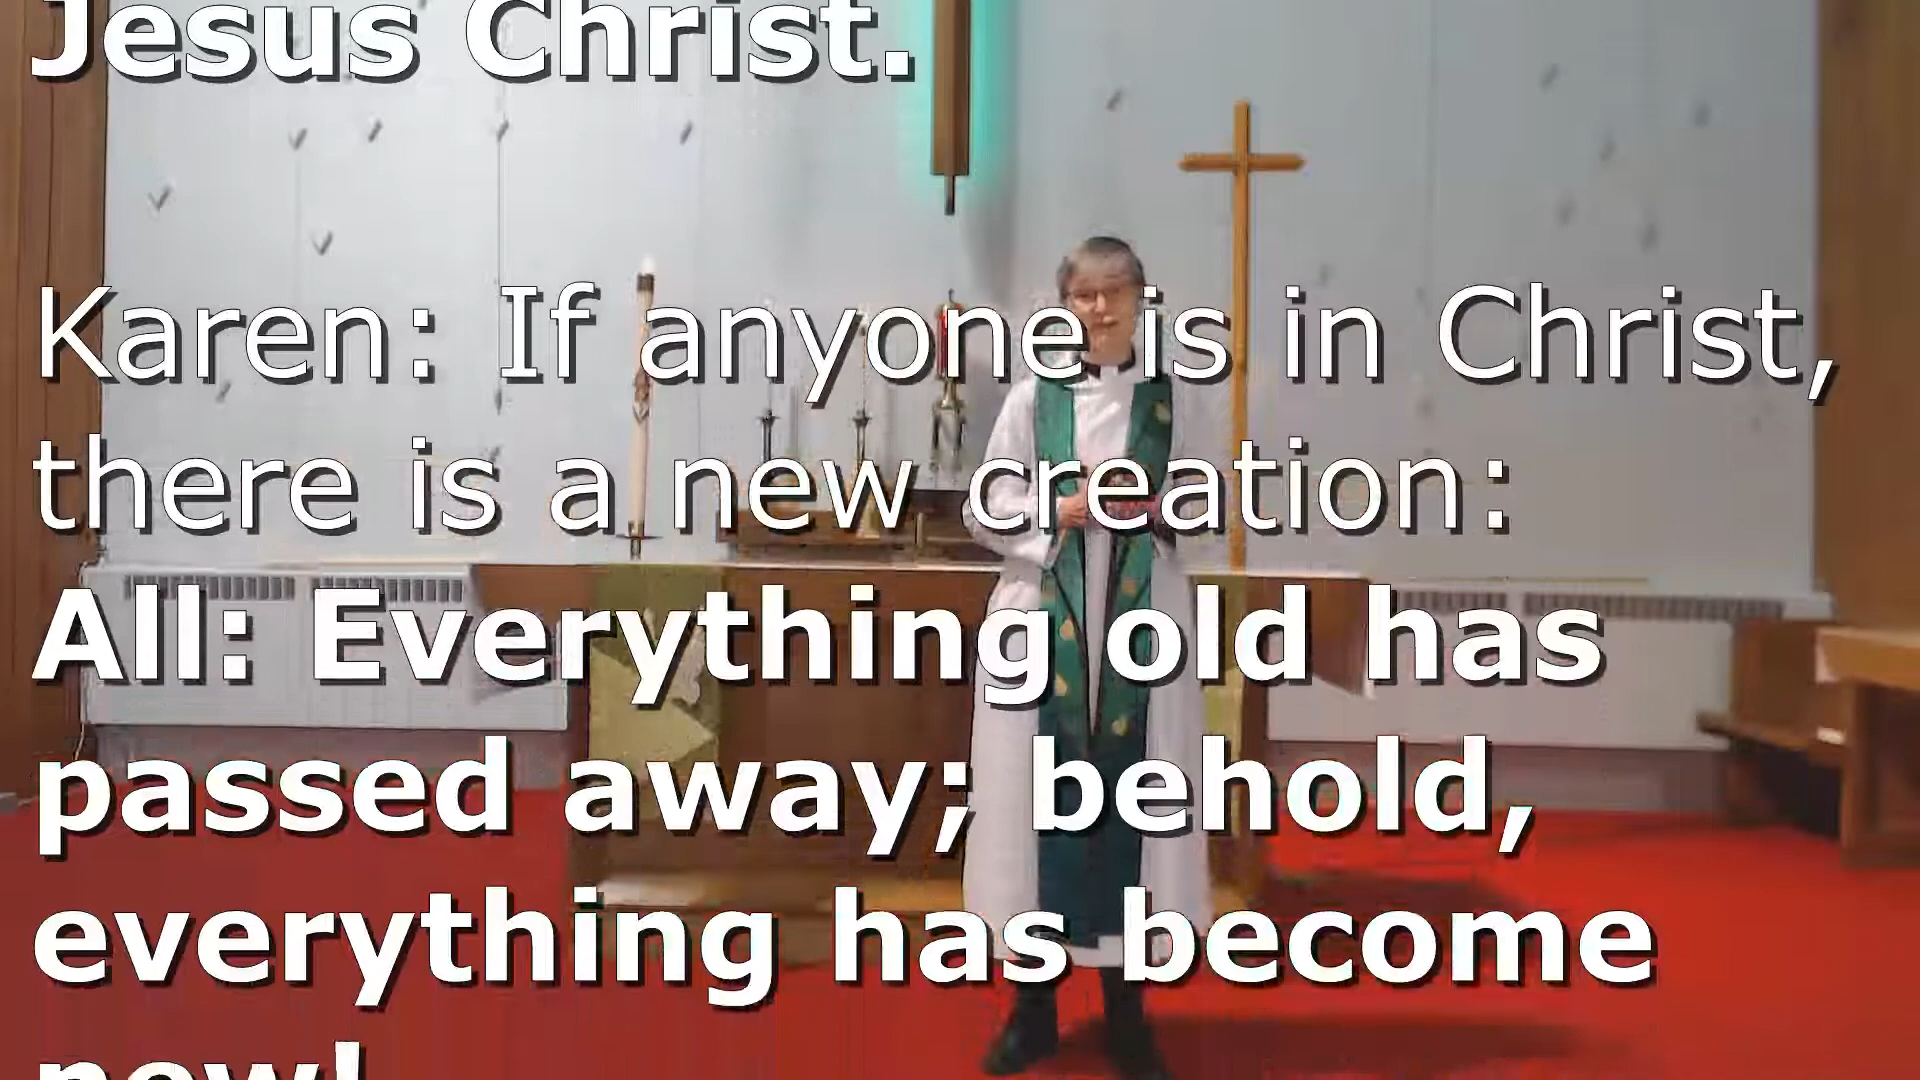 Jesus Christ.
Karen: If anyone is in Christ,
there is a new creation:
All: Everything old has
passed away; behold,
everything has become
new!